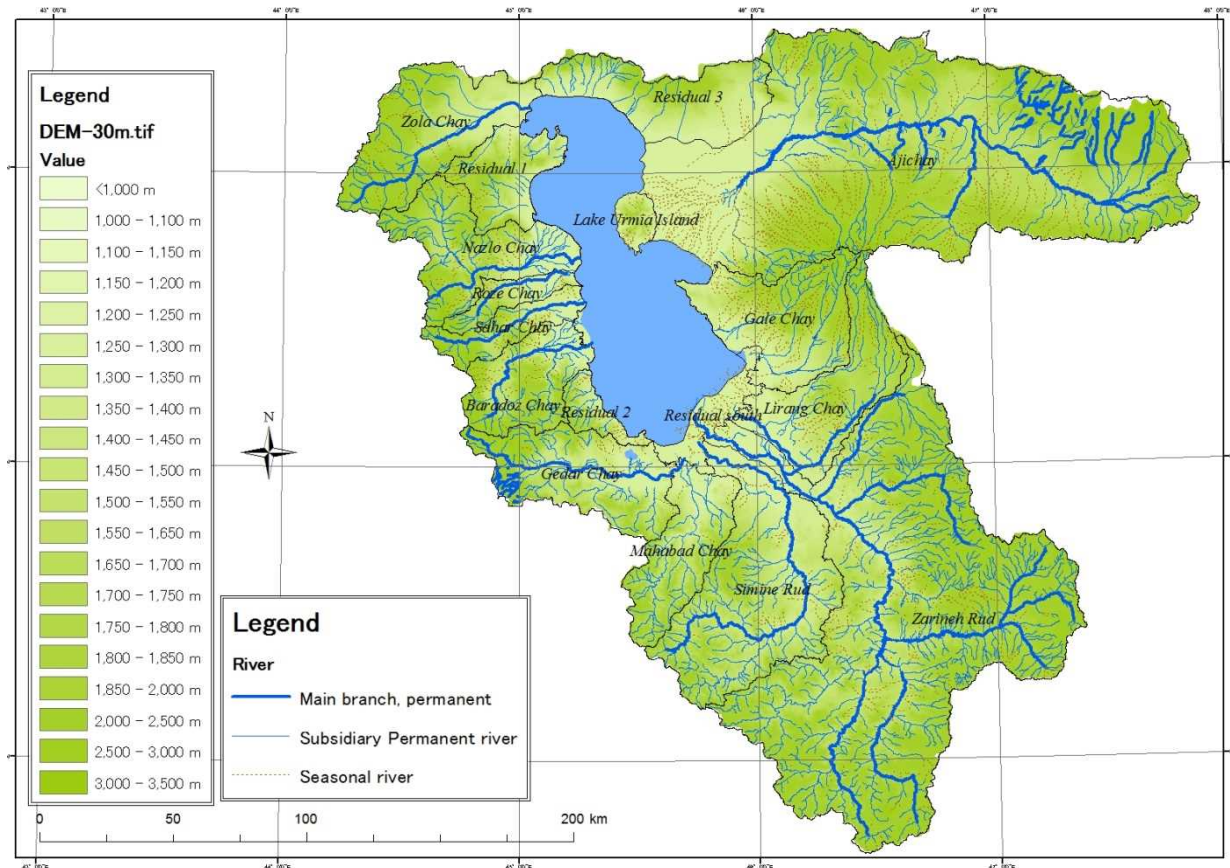 Legend
DEM-30m.tif
Value
<1,000 m
1,000 - 1,100 m
1,100 - 1,150 m
1,150 - 1,200 m
1,200 - 1,250 m
1,250 - 1,300 m
1,300 - 1,350 m
1,350 - 1,400 m
1,400 - 1,450 m
1,450 - 1,500 m
1,500 - 1,550 m
1,550 - 1,650 m
1,650 - 1,700 m
1,700 - 1,750 m
1,750 - 1,800 m
1,800 - 1,850 m
1,850 - 2,000 m
2,000 - 2,500 m
2,500 - 3,000 m
3,000 - 3,500 m
Residual 3
Zola Chay
Ajichay
Residual 1
Lake Urmia Island
Nazlo Chay
Roze Chay
Gale Chay
Sahar Chay
Baradoz Chay
Residual 2
Residual south
Lirang Chay
N
Gedar Chay
Mahabad Chay
Simine Rud
Zarineh Rud
Legend
River
Main branch, permanent
Subsidiary Permanent river
Seasonal river
0 50 100 200 km